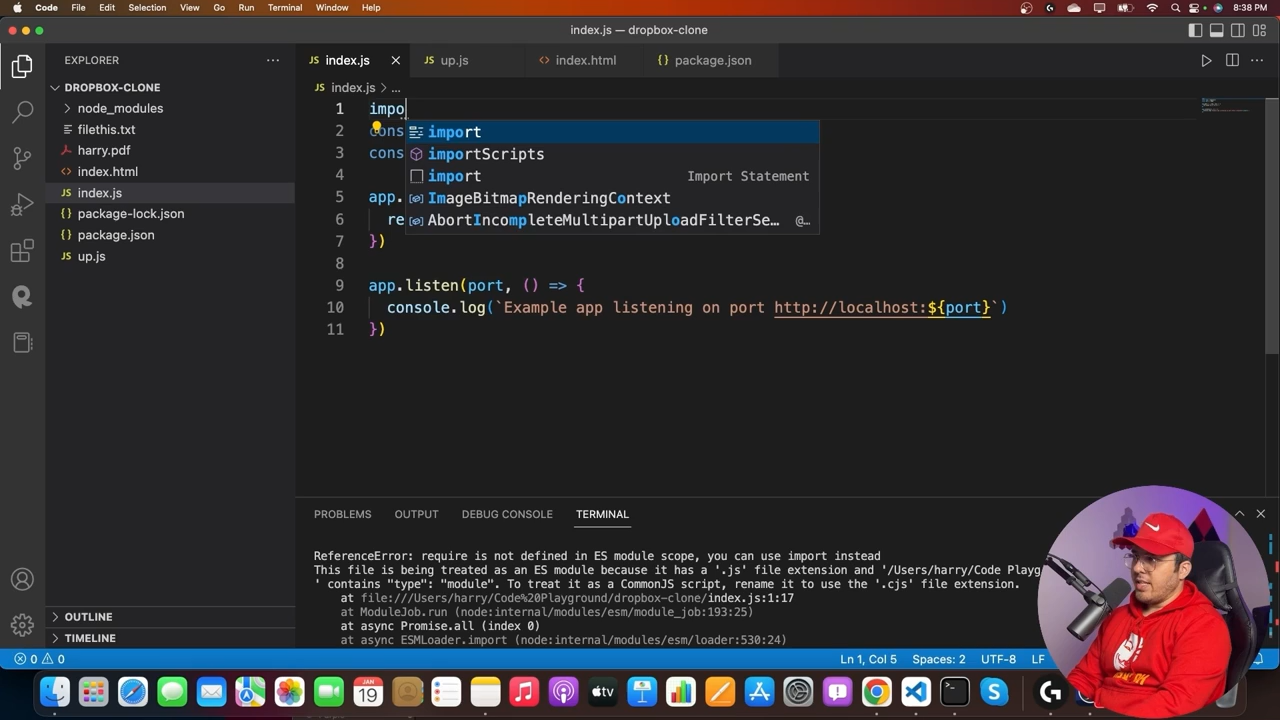 Code File Edit Selection View Go Run Terminal Window Help 8:38 PM
index.js — dropbox-clone
EXPLORER
index.js
up.js
index.html
package.json
DROPBOX-CLONE
index.js > ...
node_modules
filethis.txt
harry.pdf
index.html
index.js
package-lock.json
package.json
up.js
1 impo
2 cons
3 cons
4
5 app.
6 re
7 })
8
9 app.listen(port, () => {
10 console.log(`Example app listening on port http://localhost:${port}`)
11 })
import
importScripts
import Import Statement
ImageBitmapRenderingContext
AbortIncompleteMultipartUploadFilterSe… @…
PROBLEMS OUTPUT DEBUG CONSOLE TERMINAL
ReferenceError: require is not defined in ES module scope, you can use import instead
This file is being treated as an ES module because it has a '.js' file extension and '/Users/harry/Code Playg
' contains "type": "module". To treat it as a CommonJS script, rename it to use the '.cjs' file extension.
at file:///Users/harry/Code%20Playground/dropbox-clone/index.js:1:17
at ModuleJob.run (node:internal/modules/esm/module_job:193:25)
at async Promise.all (index 0)
at async ESMLoader.import (node:internal/modules/esm/loader:530:24)
OUTLINE
TIMELINE
0 0
Ln 1, Col 5 Spaces: 2 UTF-8 LF
JAN
19
tv